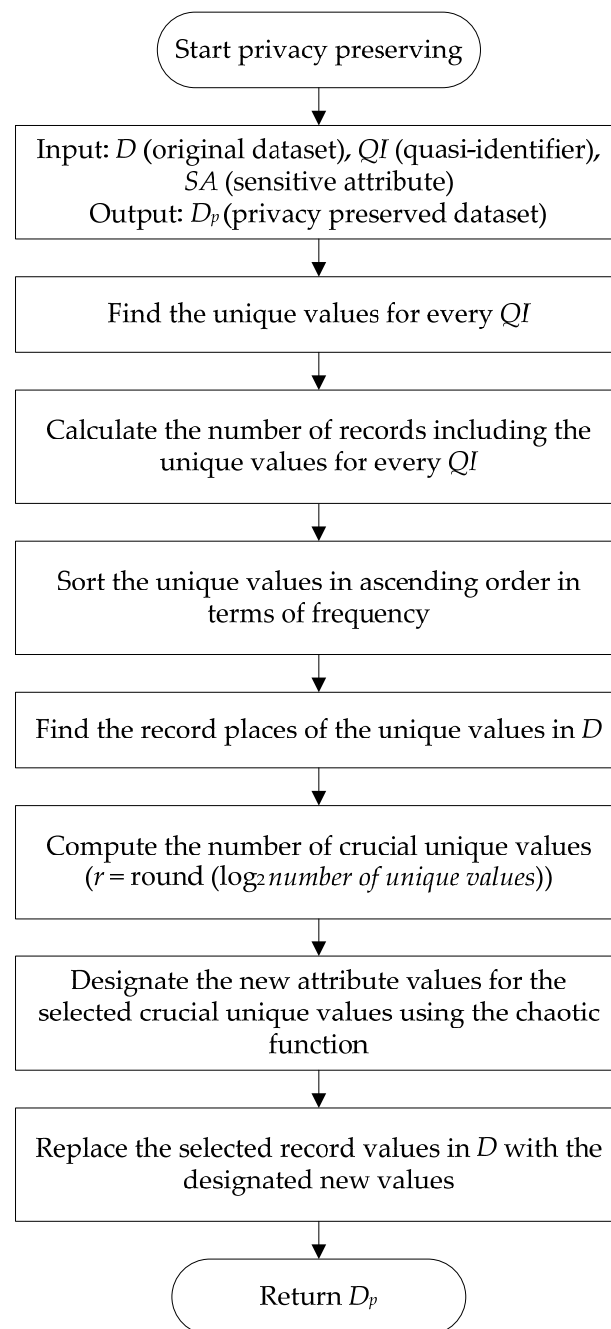 Start privacy preserving
Input: D (original dataset), QI (quasi-identifier),
SA (sensitive attribute)
Output: Dp (privacy preserved dataset)
Find the unique values for every QI
Calculate the number of records including the
unique values for every QI
Sort the unique values in ascending order in
terms of frequency
Find the record places of the unique values in D
Compute the number of crucial unique values
(r = round (log₂ number of unique values))
Designate the new attribute values for the
selected crucial unique values using the chaotic
function
Replace the selected record values in D with the
designated new values
Return Dp